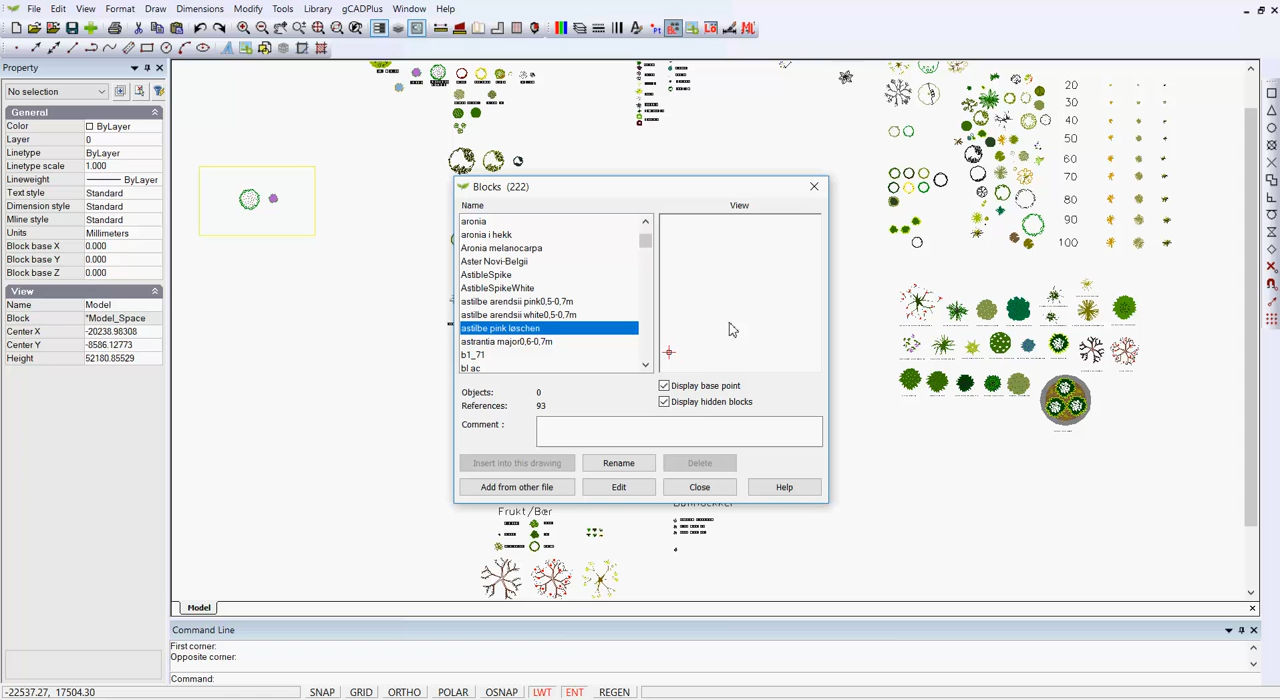 File Edit View Format Draw Dimensions Modify Tools Library gCADPlus Window Help
Property
No selection
General
Color ByLayer
Layer 0
Linetype ByLayer
Linetype scale 1.000
Lineweight ByLayer
Text style Standard
Dimension style Standard
Mline style Standard
Units Millimeters
Block base X 0.000
Block base Y 0.000
Block base Z 0.000
View
Name Model
Block *Model_Space
Center X -20238.98308
Center Y -8586.12773
Height 52180.85529
Blocks (222)
Name
View
aronia
aronia i hekk
Aronia melanocarpa
Aster Novi-Belgii
AstibleSpike
AstibleSpikeWhite
astilbe arendsii pink0,5-0,7m
astilbe arendsii white0,5-0,7m
astilbe pink løschen
astrantia major0,6-0,7m
b1_71
bl ac
Display base point
Display hidden blocks
Objects: 0
References: 93
Comment :
Insert into this drawing Rename Delete
Add from other file Edit Close Help
20
30
40
50
60
70
80
90
100
Frukt/Bær
Model
Command Line
First corner:
Opposite corner:
Command:
-22537.27, 17504.30 SNAP GRID ORTHO POLAR OSNAP LWT ENT REGEN